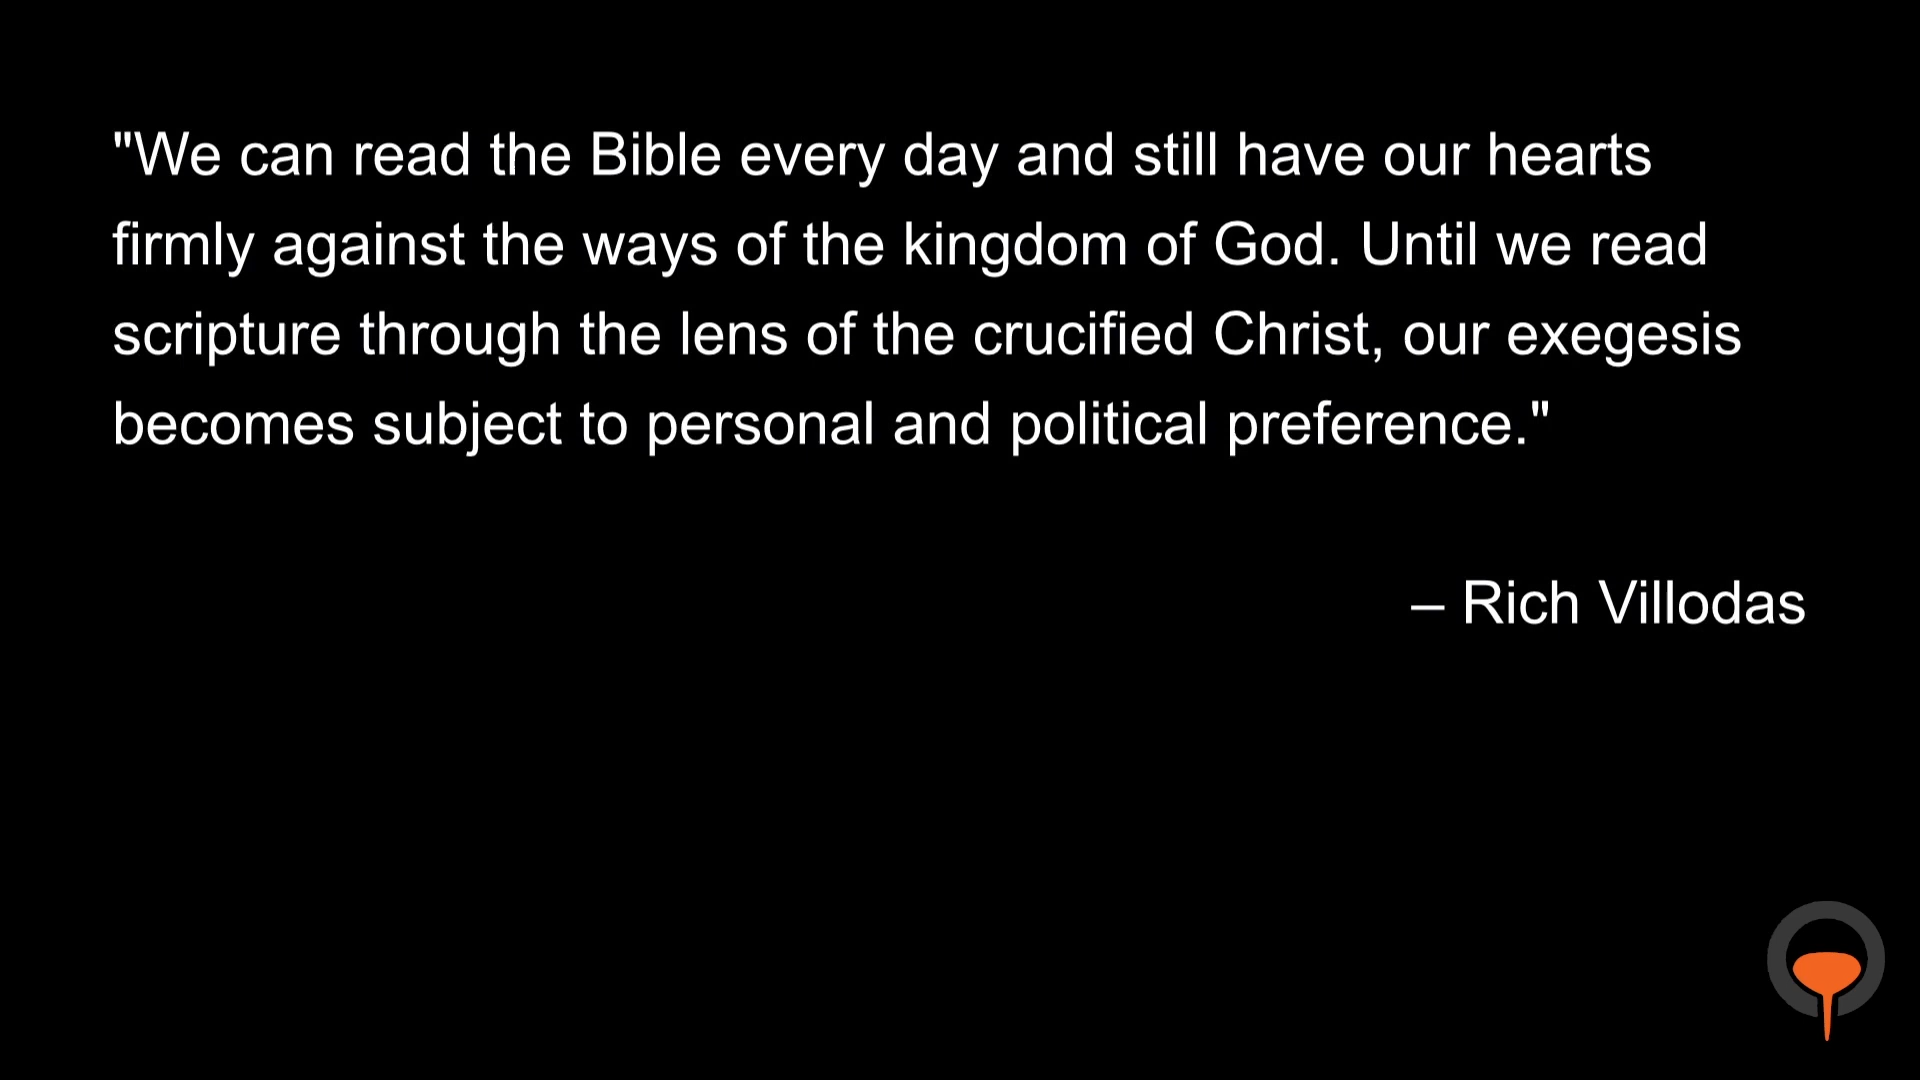 "We can read the Bible every day and still have our hearts
firmly against the ways of the kingdom of God. Until we read
scripture through the lens of the crucified Christ, our exegesis
becomes subject to personal and political preference."
– Rich Villodas